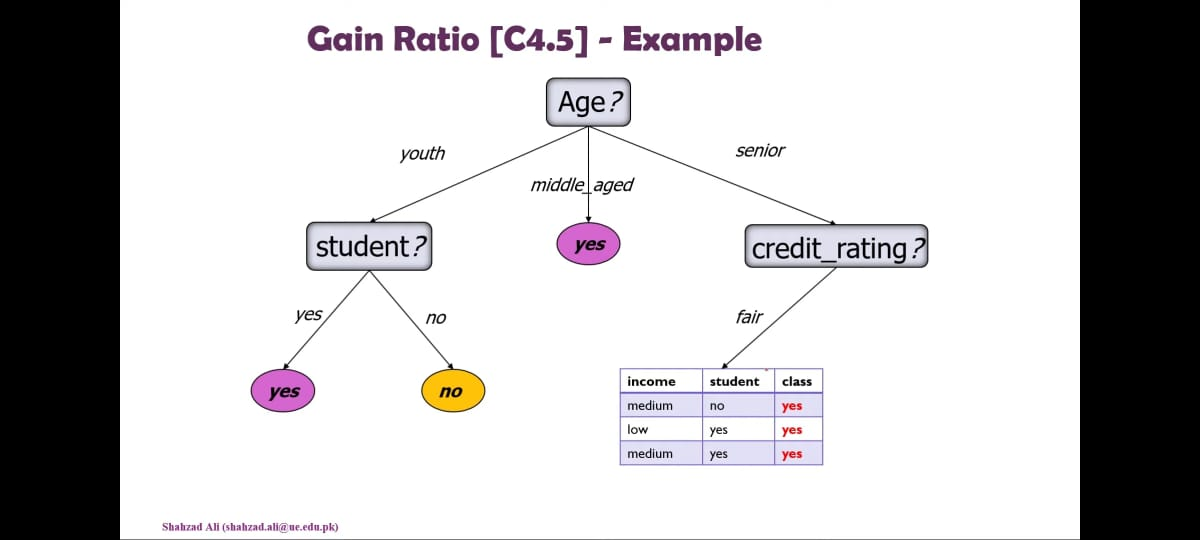 Gain Ratio [C4.5] - Example
Age?
youth
senior
middle_aged
student?
yes
credit_rating?
yes
no
fair
yes
no
income student class
medium no yes
low yes yes
medium yes yes
Shahzad Ali (shahzad.ali@ue.edu.pk)